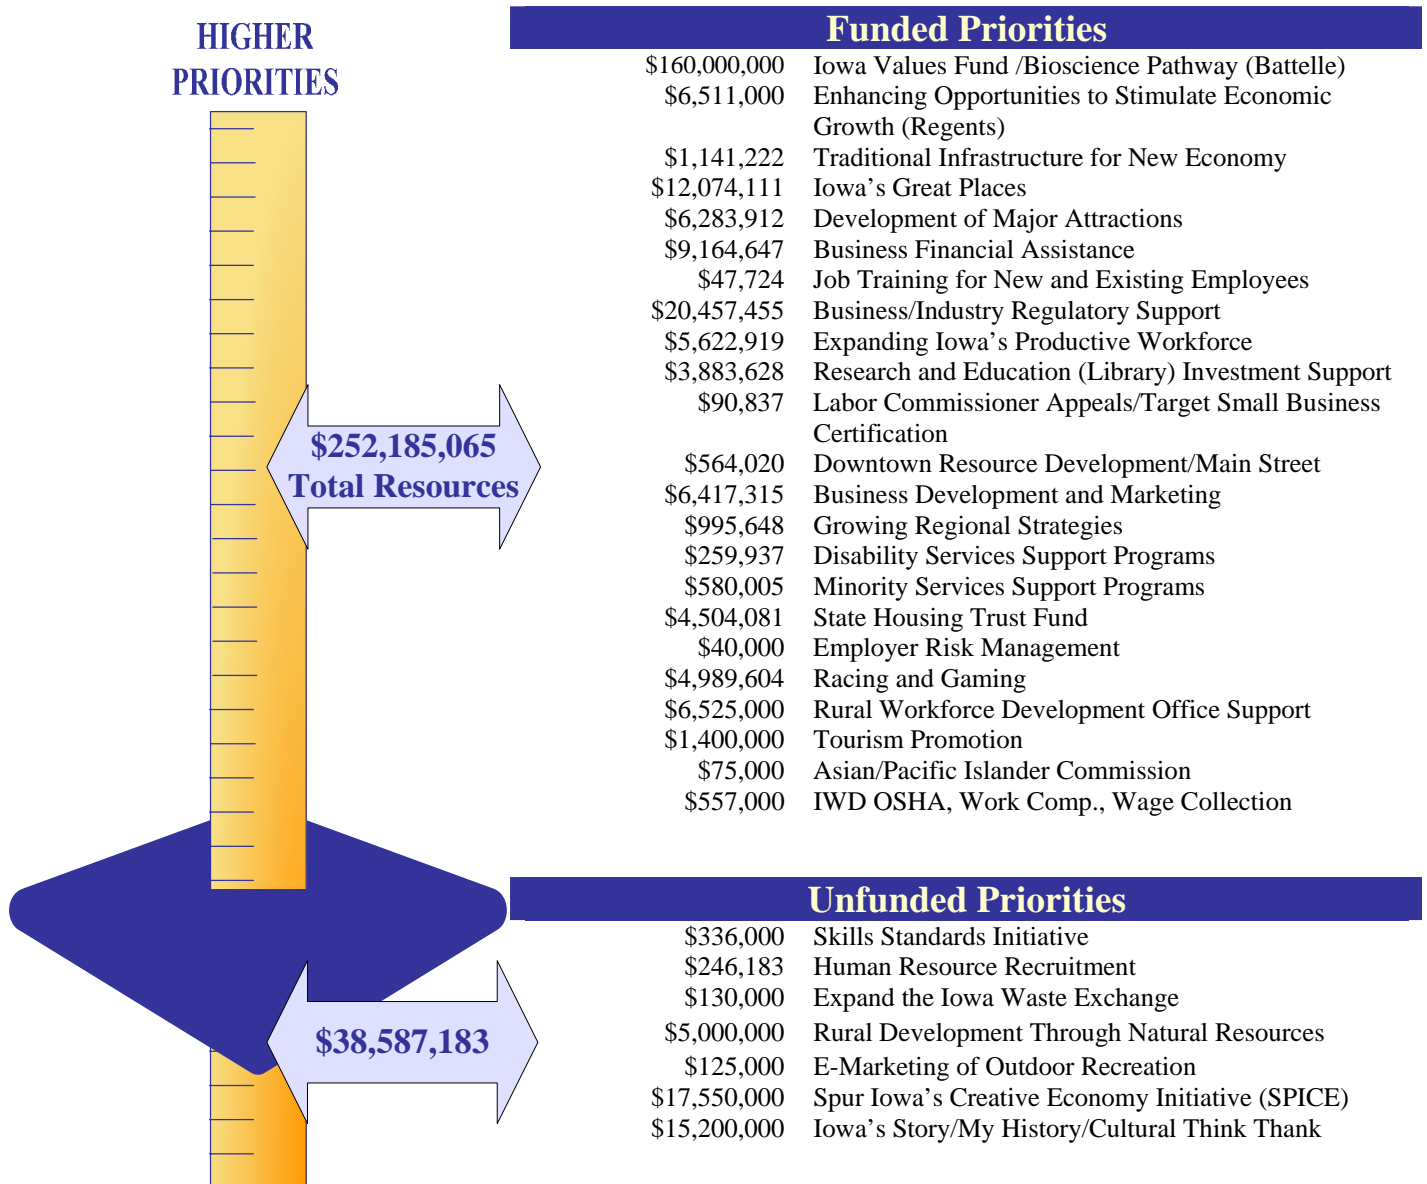 HIGHER
PRIORITIES
Funded Priorities
$160,000,000 Iowa Values Fund /Bioscience Pathway (Battelle)
$6,511,000 Enhancing Opportunities to Stimulate Economic
Growth (Regents)
$1,141,222 Traditional Infrastructure for New Economy
$12,074,111 Iowa’s Great Places
$6,283,912 Development of Major Attractions
$9,164,647 Business Financial Assistance
$47,724 Job Training for New and Existing Employees
$20,457,455 Business/Industry Regulatory Support
$5,622,919 Expanding Iowa’s Productive Workforce
$3,883,628 Research and Education (Library) Investment Support
$90,837 Labor Commissioner Appeals/Target Small Business
Certification
$564,020 Downtown Resource Development/Main Street
$6,417,315 Business Development and Marketing
$995,648 Growing Regional Strategies
$259,937 Disability Services Support Programs
$580,005 Minority Services Support Programs
$4,504,081 State Housing Trust Fund
$40,000 Employer Risk Management
$4,989,604 Racing and Gaming
$6,525,000 Rural Workforce Development Office Support
$1,400,000 Tourism Promotion
$75,000 Asian/Pacific Islander Commission
$557,000 IWD OSHA, Work Comp., Wage Collection
$252,185,065
Total Resources
Unfunded Priorities
$336,000 Skills Standards Initiative
$246,183 Human Resource Recruitment
$130,000 Expand the Iowa Waste Exchange
$5,000,000 Rural Development Through Natural Resources
$125,000 E-Marketing of Outdoor Recreation
$17,550,000 Spur Iowa’s Creative Economy Initiative (SPICE)
$15,200,000 Iowa’s Story/My History/Cultural Think Thank
$38,587,183